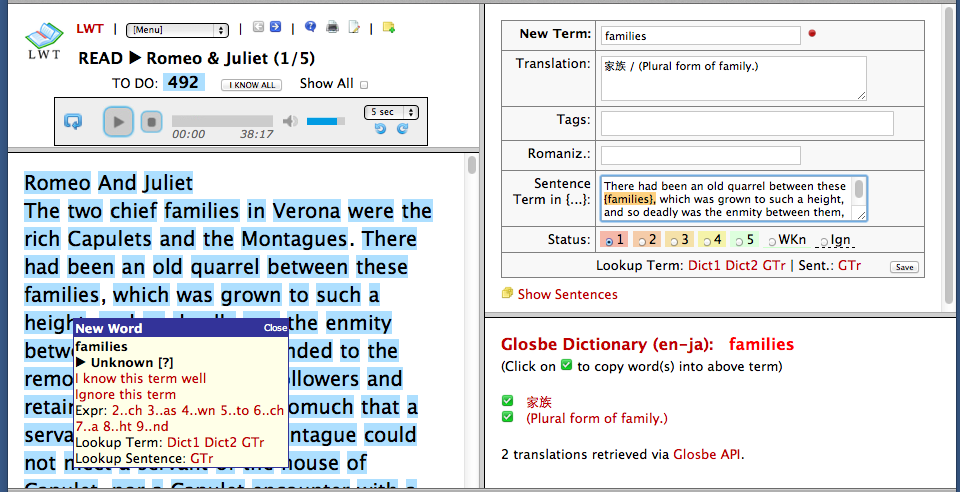 LWT | [Menu] | | |
LWT
READ ▶ Romeo & Juliet (1/5)
TO DO: 492 I KNOW ALL Show All
5 sec
00:00 38:17
Romeo And Juliet
The two chief families in Verona were the
rich Capulets and the Montagues. There
had been an old quarrel between these
families, which was grown to such a
height the enmity
betw nded to the
remo ollowers and
retain omuch that a
serva ntague could
not meet a servant of the house of
Capulet, nor a Capulet encounter with a
New Word Close
families
▶ Unknown [?]
I know this term well
Ignore this term
Expr: 2..ch 3..as 4..wn 5..to 6..ch
7..a 8..ht 9..nd
Lookup Term: Dict1 Dict2 GTr
Lookup Sentence: GTr
New Term: families
Translation: 家族 / (Plural form of family.)
Tags:
Romaniz.:
Sentence
Term in {...}:
There had been an old quarrel between these
{families}, which was grown to such a height,
and so deadly was the enmity between them,
Status: 1 2 3 4 5 WKn Ign
Lookup Term: Dict1 Dict2 GTr | Sent.: GTr Save
Show Sentences
Glosbe Dictionary (en-ja): families
(Click on ✔ to copy word(s) into above term)
✔ 家族
✔ (Plural form of family.)
2 translations retrieved via Glosbe API.